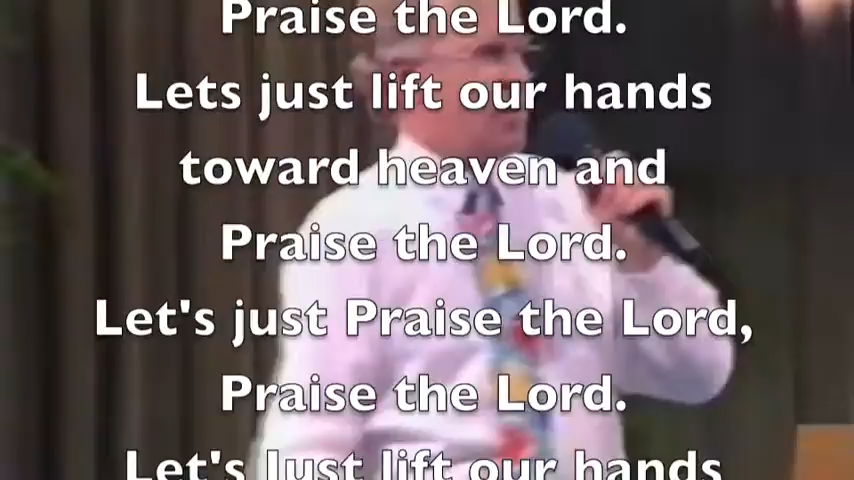 Praise the Lord.
Lets just lift our hands
toward heaven and
Praise the Lord.
Let's just Praise the Lord,
Praise the Lord.
Let's Just lift our hands